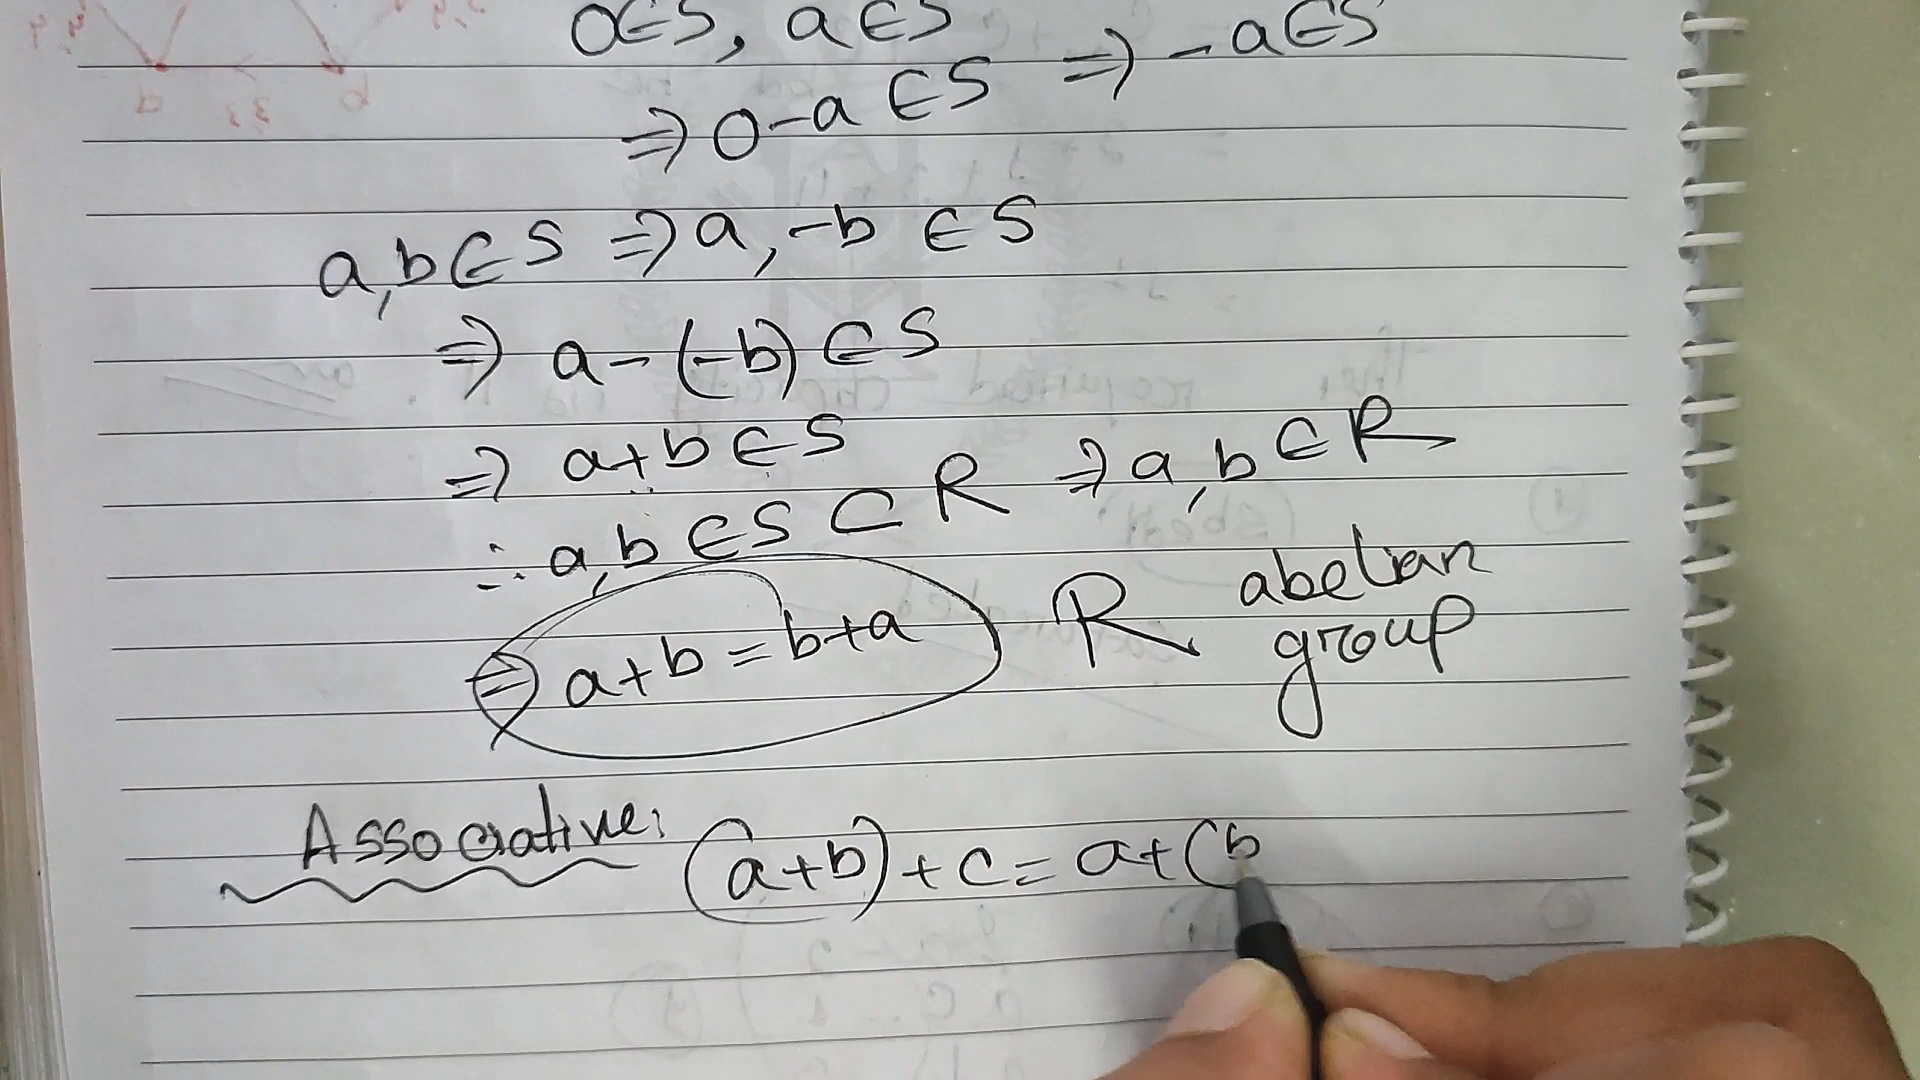 0∈S, a∈S
⇒ 0-a ∈S ⇒ -a∈S
a,b∈S ⇒ a, -b ∈ S
⇒ a-(-b) ∈S
⇒ a+b∈S
∴ a,b ∈S ⊂ R ⇒ a,b ∈ R
⇒ a+b = b+a R abelian group
Associative: (a+b)+c = a+(b